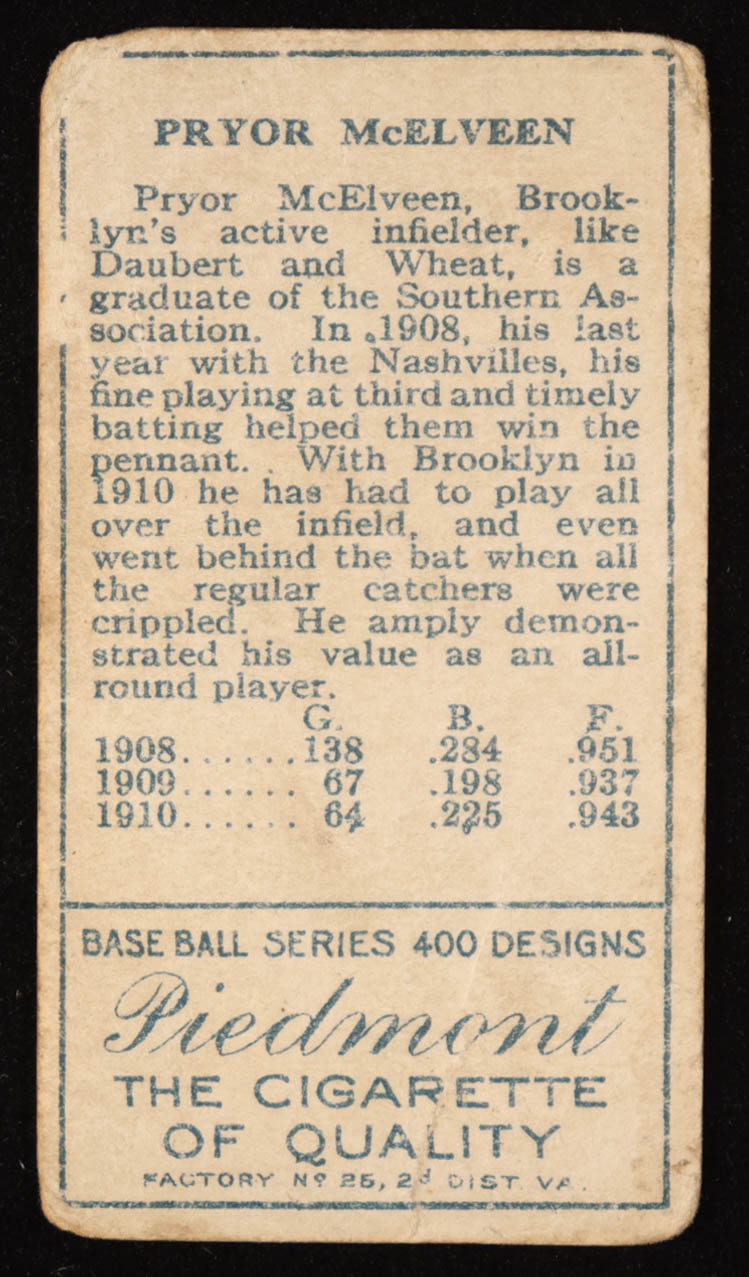 PRYOR McELVEEN
Pryor McElveen, Brook-
lyn's active infielder, like
Daubert and Wheat, is a
graduate of the Southern As-
sociation. In 1908, his last
year with the Nashvilles, his
fine playing at third and timely
batting helped them win the
pennant. With Brooklyn in
1910 he has had to play all
over the infield, and even
went behind the bat when all
the regular catchers were
crippled. He amply demon-
strated his value as an all-
round player.
G. B. F.
1908......138 .284 .951
1909...... 67 .198 .937
1910...... 64 .225 .943
BASE BALL SERIES 400 DESIGNS
Piedmont
THE CIGARETTE
OF QUALITY
FACTORY Nº 25, 2d DIST. VA.